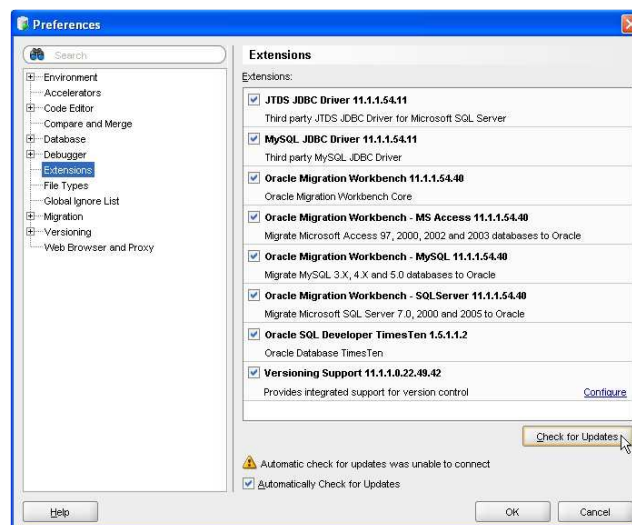 Preferences
Search
Environment
Accelerators
Code Editor
Compare and Merge
Database
Debugger
Extensions
File Types
Global Ignore List
Migration
Versioning
Web Browser and Proxy
Extensions
Extensions:
JTDS JDBC Driver 11.1.1.54.11
Third party JTDS JDBC Driver for Microsoft SQL Server
MySQL JDBC Driver 11.1.1.54.11
Third party MySQL JDBC Driver
Oracle Migration Workbench 11.1.1.54.40
Oracle Migration Workbench Core
Oracle Migration Workbench - MS Access 11.1.1.54.40
Migrate Microsoft Access 97, 2000, 2002 and 2003 databases to Oracle
Oracle Migration Workbench - MySQL 11.1.1.54.40
Migrate MySQL 3.X, 4.X and 5.0 databases to Oracle
Oracle Migration Workbench - SQLServer 11.1.1.54.40
Migrate Microsoft SQL Server 7.0, 2000 and 2005 to Oracle
Oracle SQL Developer TimesTen 1.5.1.1.2
Oracle Database TimesTen
Versioning Support 11.1.1.0.22.49.42
Provides integrated support for version control Configure
Check for Updates
Automatic check for updates was unable to connect
Automatically Check for Updates
Help OK Cancel